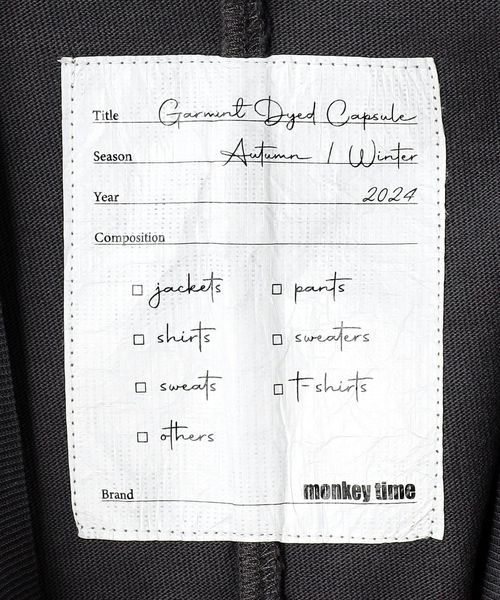 Title Garment Dyed Capsule
Season Autumn / Winter
Year 2024
Composition
□ jackets □ pants
□ shirts □ sweaters
□ sweats □ T-shirts
□ others
Brand monkey time